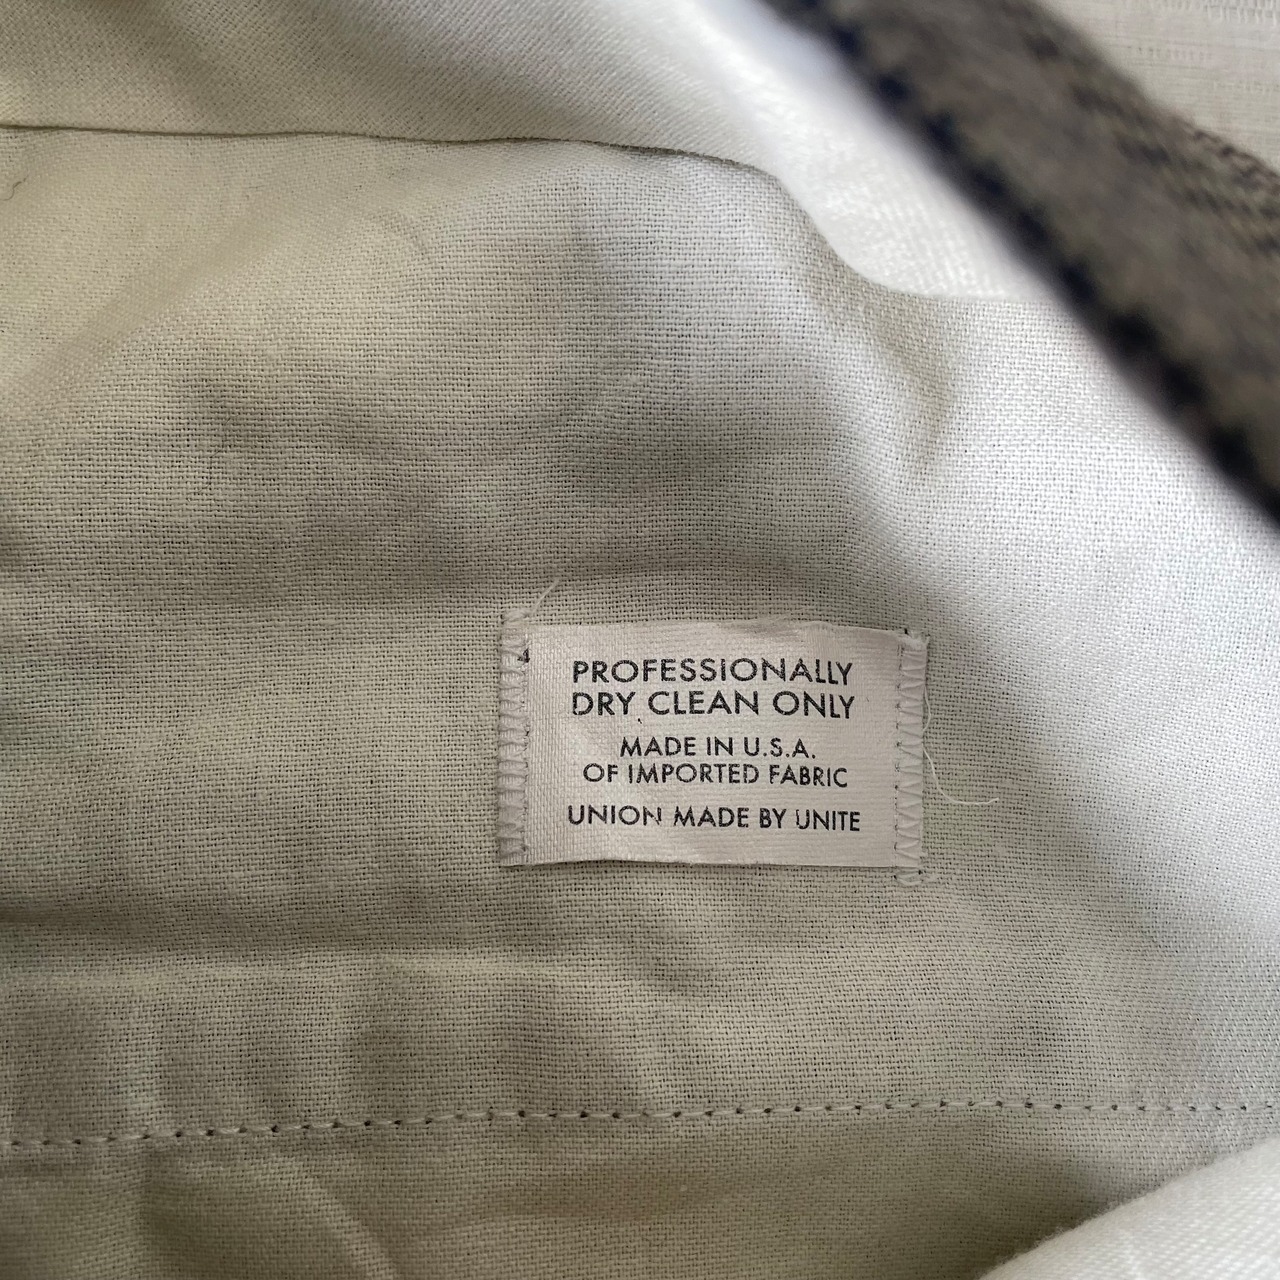 PROFESSIONALLY
DRY CLEAN ONLY
MADE IN U.S.A.
OF IMPORTED FABRIC
UNION MADE BY UNITE